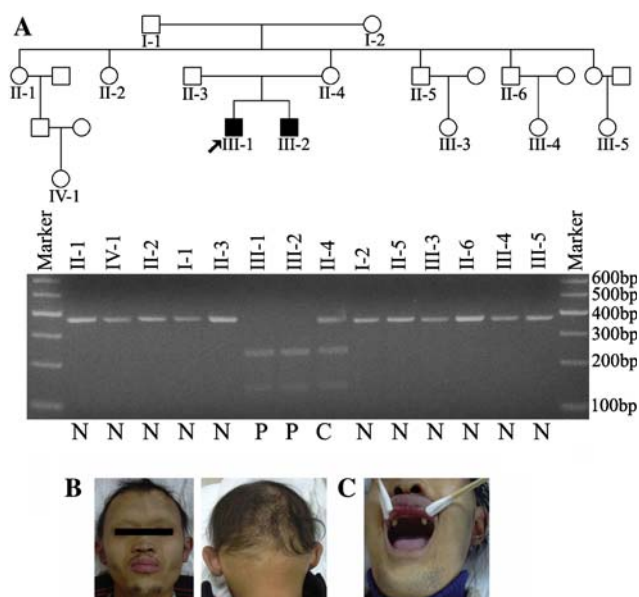 A
I-1 I-2
II-1 II-2 II-3 II-4 II-5 II-6
III-1 III-2 III-3 III-4 III-5
IV-1
Marker II-1 IV-1 II-2 I-1 II-3 III-1 III-2 II-4 I-2 II-5 III-3 II-6 III-4 III-5 Marker
600bp
500bp
400bp
300bp
200bp
100bp
N N N N N P P C N N N N N N
B C